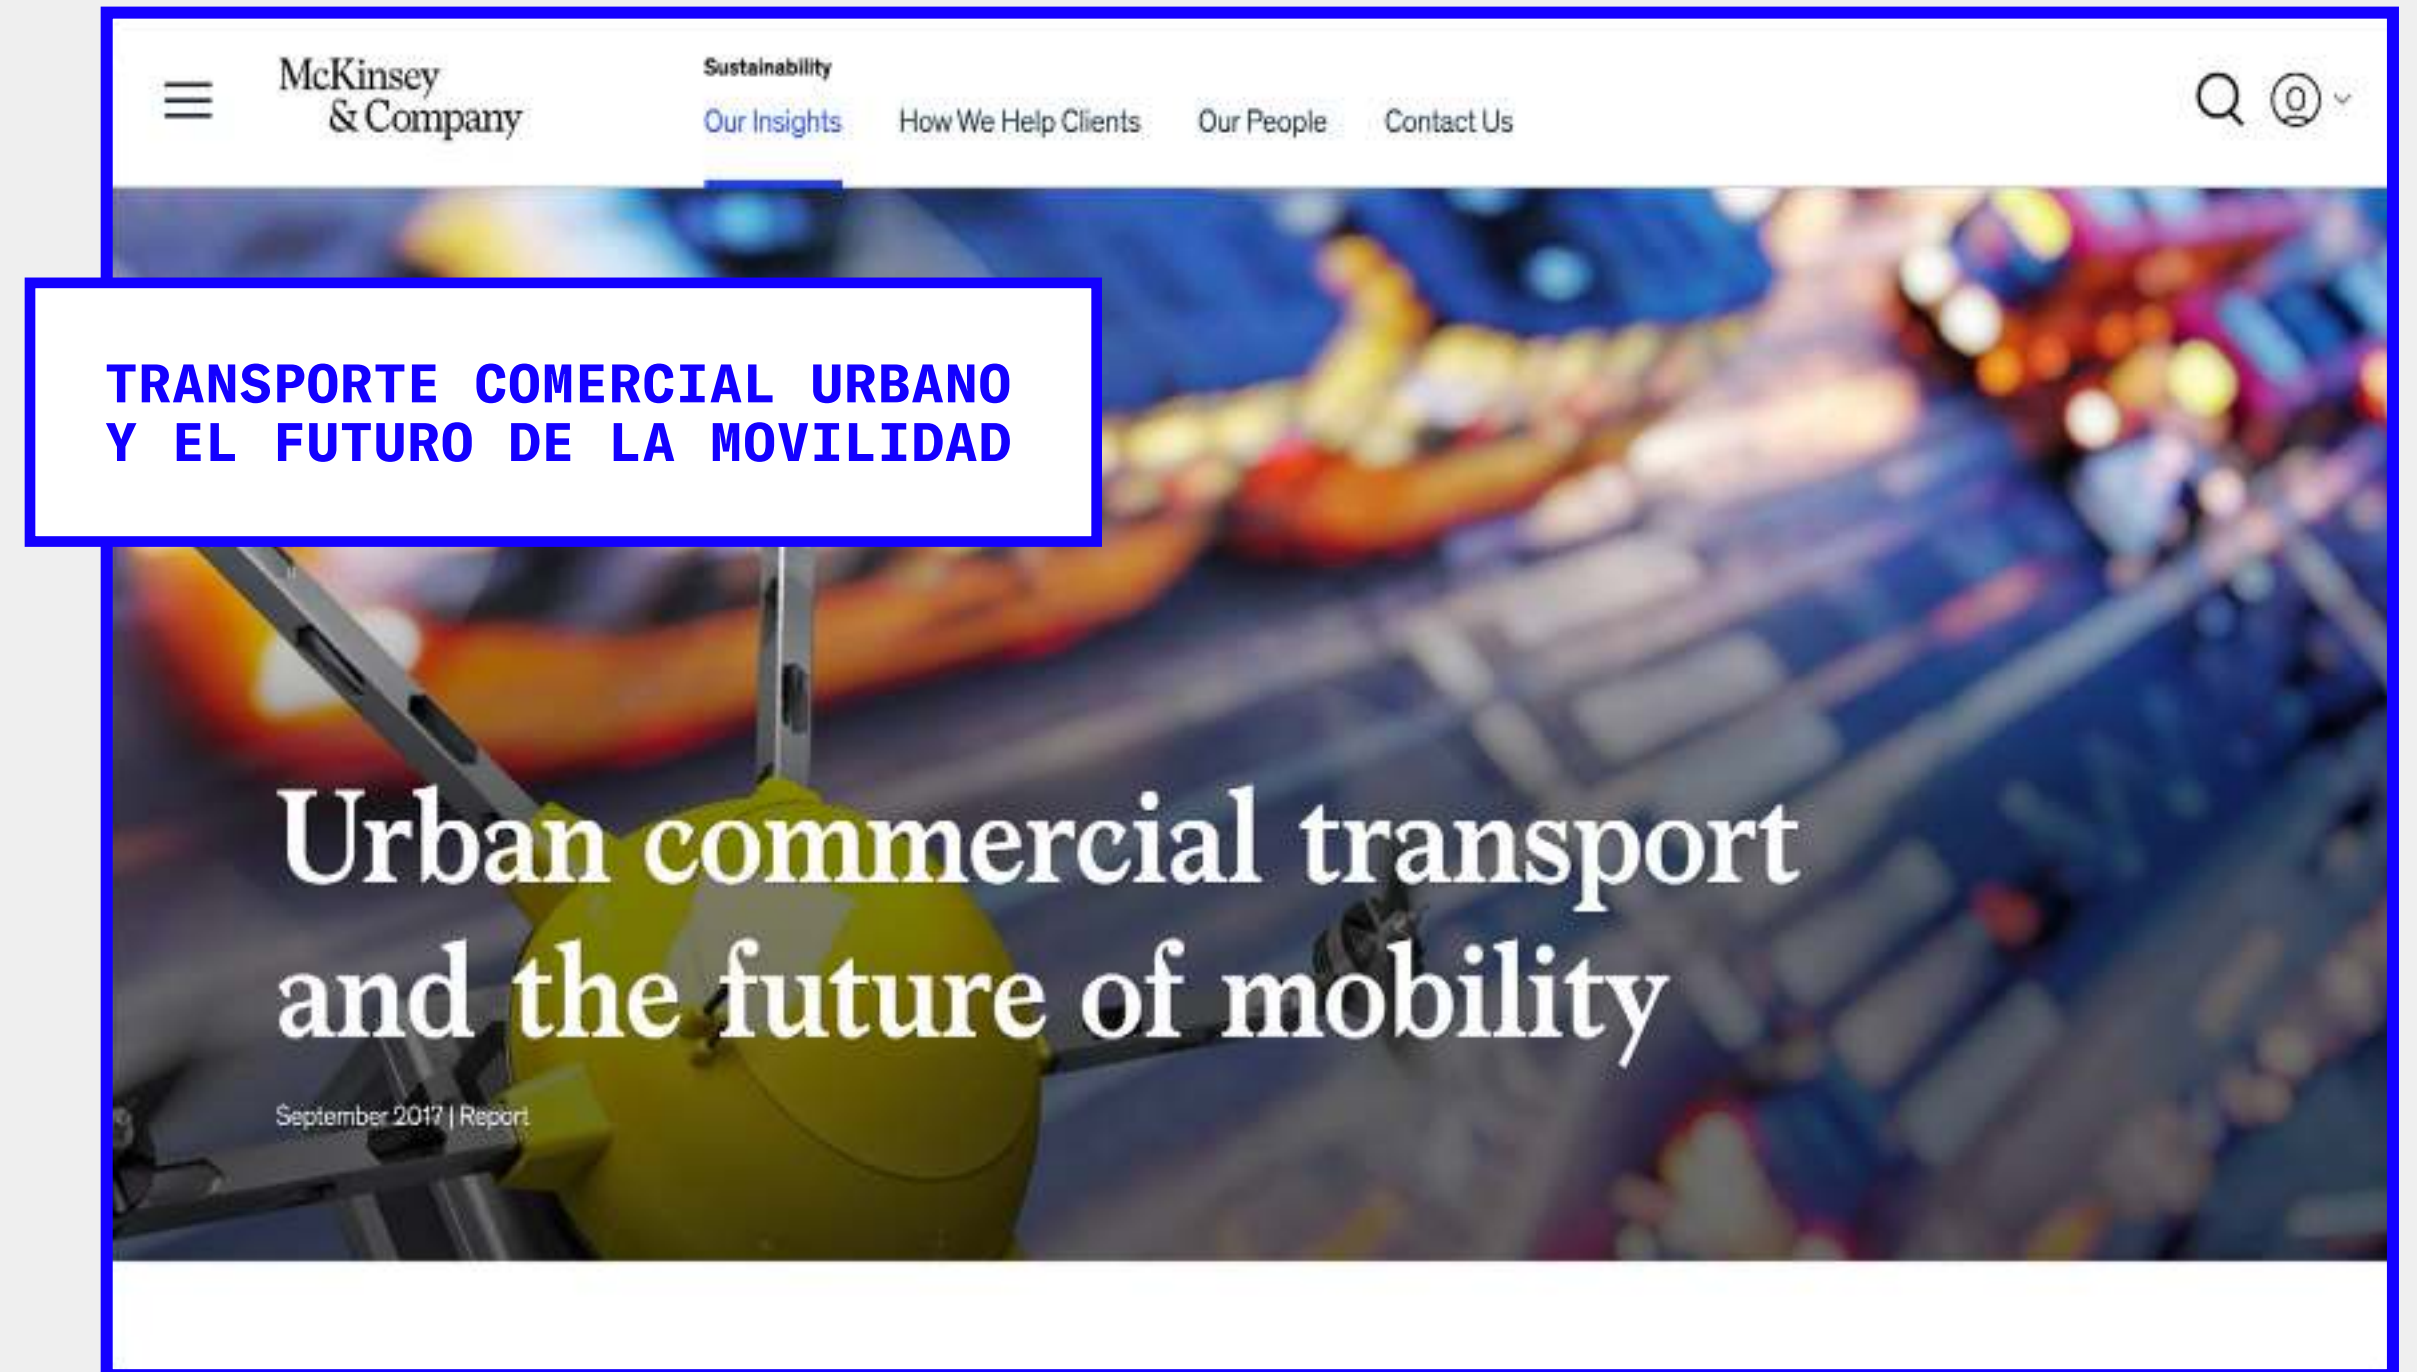 McKinsey
& Company
Sustainability
Our Insights
How We Help Clients
Our People
Contact Us
TRANSPORTE COMERCIAL URBANO
Y EL FUTURO DE LA MOVILIDAD
Urban commercial transport
and the future of mobility
September 2017 | Report